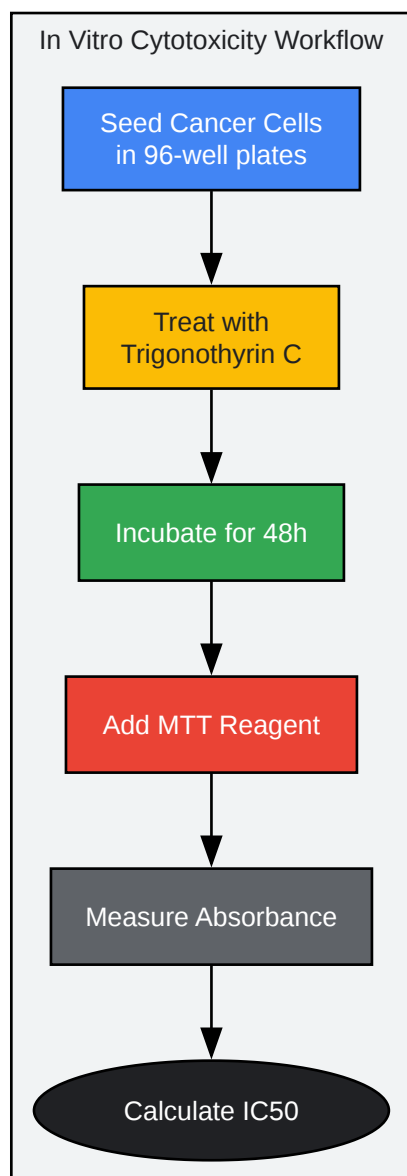 In Vitro Cytotoxicity Workflow
Seed Cancer Cells
in 96-well plates
Treat with
Trigonothyrin C
Incubate for 48h
Add MTT Reagent
Measure Absorbance
Calculate IC50